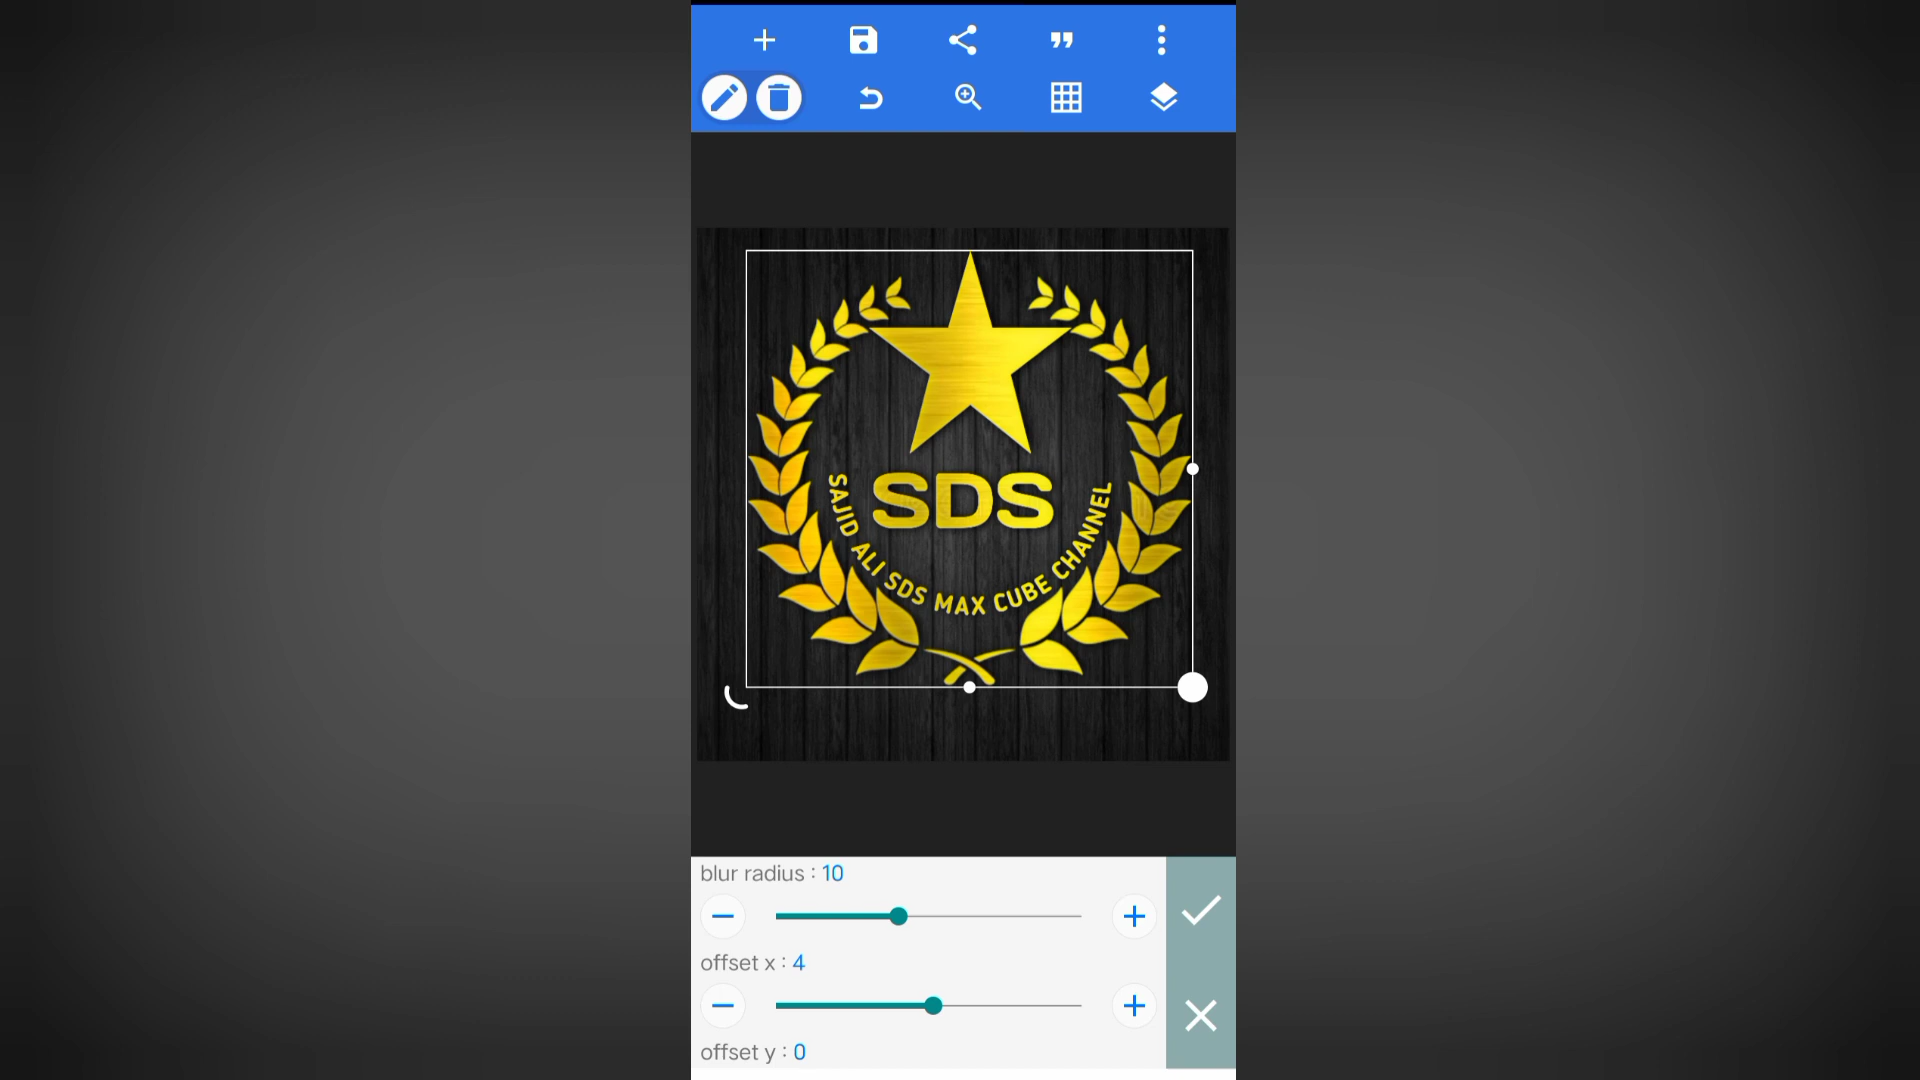 SDS
SAJID ALI SDS MAX CUBE CHANNEL
blur radius : 10
offset x : 4
offset y : 0